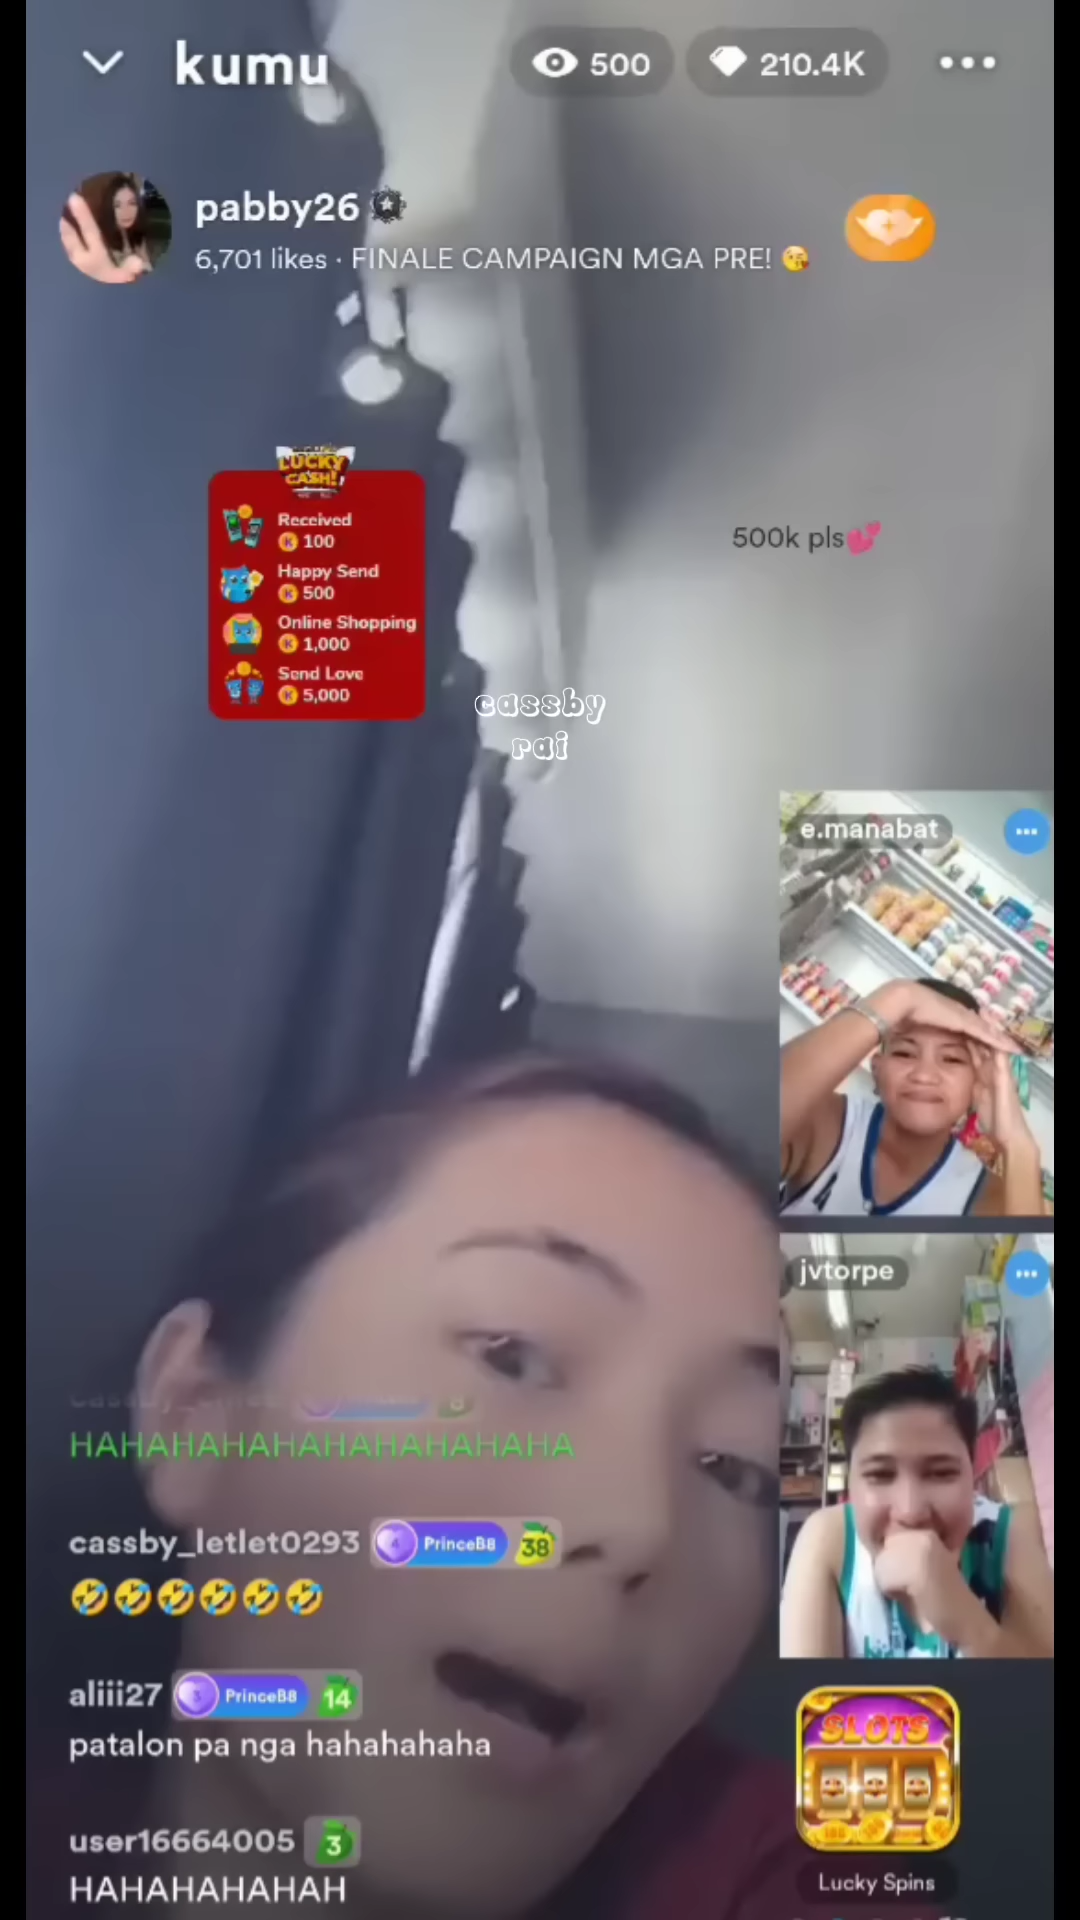 kumu
500
210.4K
pabby26
6,701 likes · FINALE CAMPAIGN MGA PRE! 😘
LUCKY
CASH!
Received
K 100
Happy Send
K 500
Online Shopping
K 1,000
Send Love
K 5,000
500k pls💕
cassby
rai
e.manabat
jvtorpe
HAHAHAHAHAHAHAHAHAHA
cassby_letlet0293 4 PrinceB8 38
🤣🤣🤣🤣🤣🤣
aliii27 3 PrinceB8 14
patalon pa nga hahahahaha
user16664005 3
HAHAHAHAHAH
SLOTS
Lucky Spins